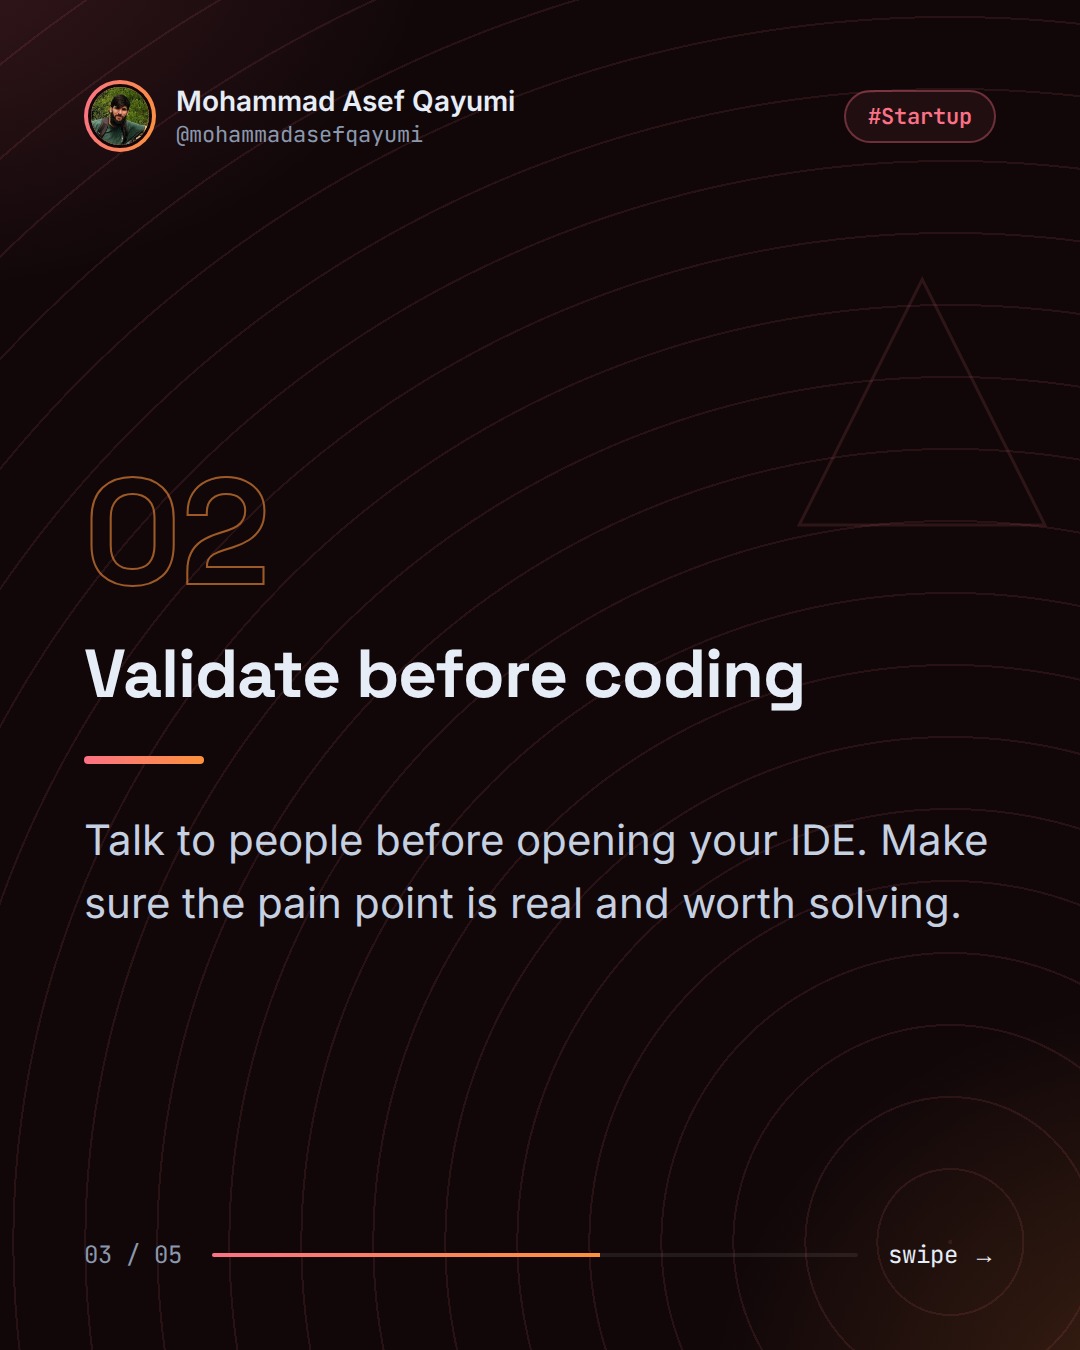 Mohammad Asef Qayumi
@mohammadasefqayumi
#Startup
02
Validate before coding
Talk to people before opening your IDE. Make
sure the pain point is real and worth solving.
03 / 05
swipe →